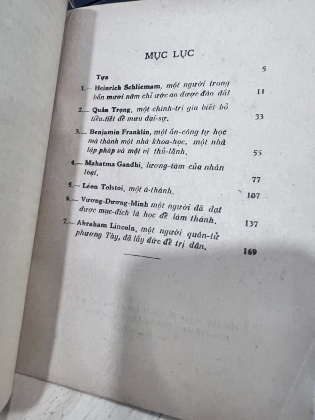 MỤC LỤC
Tựa 5
1.— Heinrich Schliemann, một người trong
bốn mươi năm chỉ ước ao được đào đất 11
2.— Quản Trọng, một chính-trị gia biết bỏ
tiểu-tiết để mưu đại-sự. 33
3.— Benjamin Franklin, một ấn-công tự học
mà thành một nhà khoa-học, một nhà
lập pháp và một vị thủ-lãnh. 55
4.— Mahatma Gandhi, lương-tâm của nhân
loại. 77
5.— Léon Tolstoi, một á-thánh. 107
6.— Vương-Dương-Minh một người đã đạt
được mục-đích là học để làm thánh. 137
7.— Abraham Lincoln, một người quân-tử
phương Tây, đã lấy đức để trị dân. 169